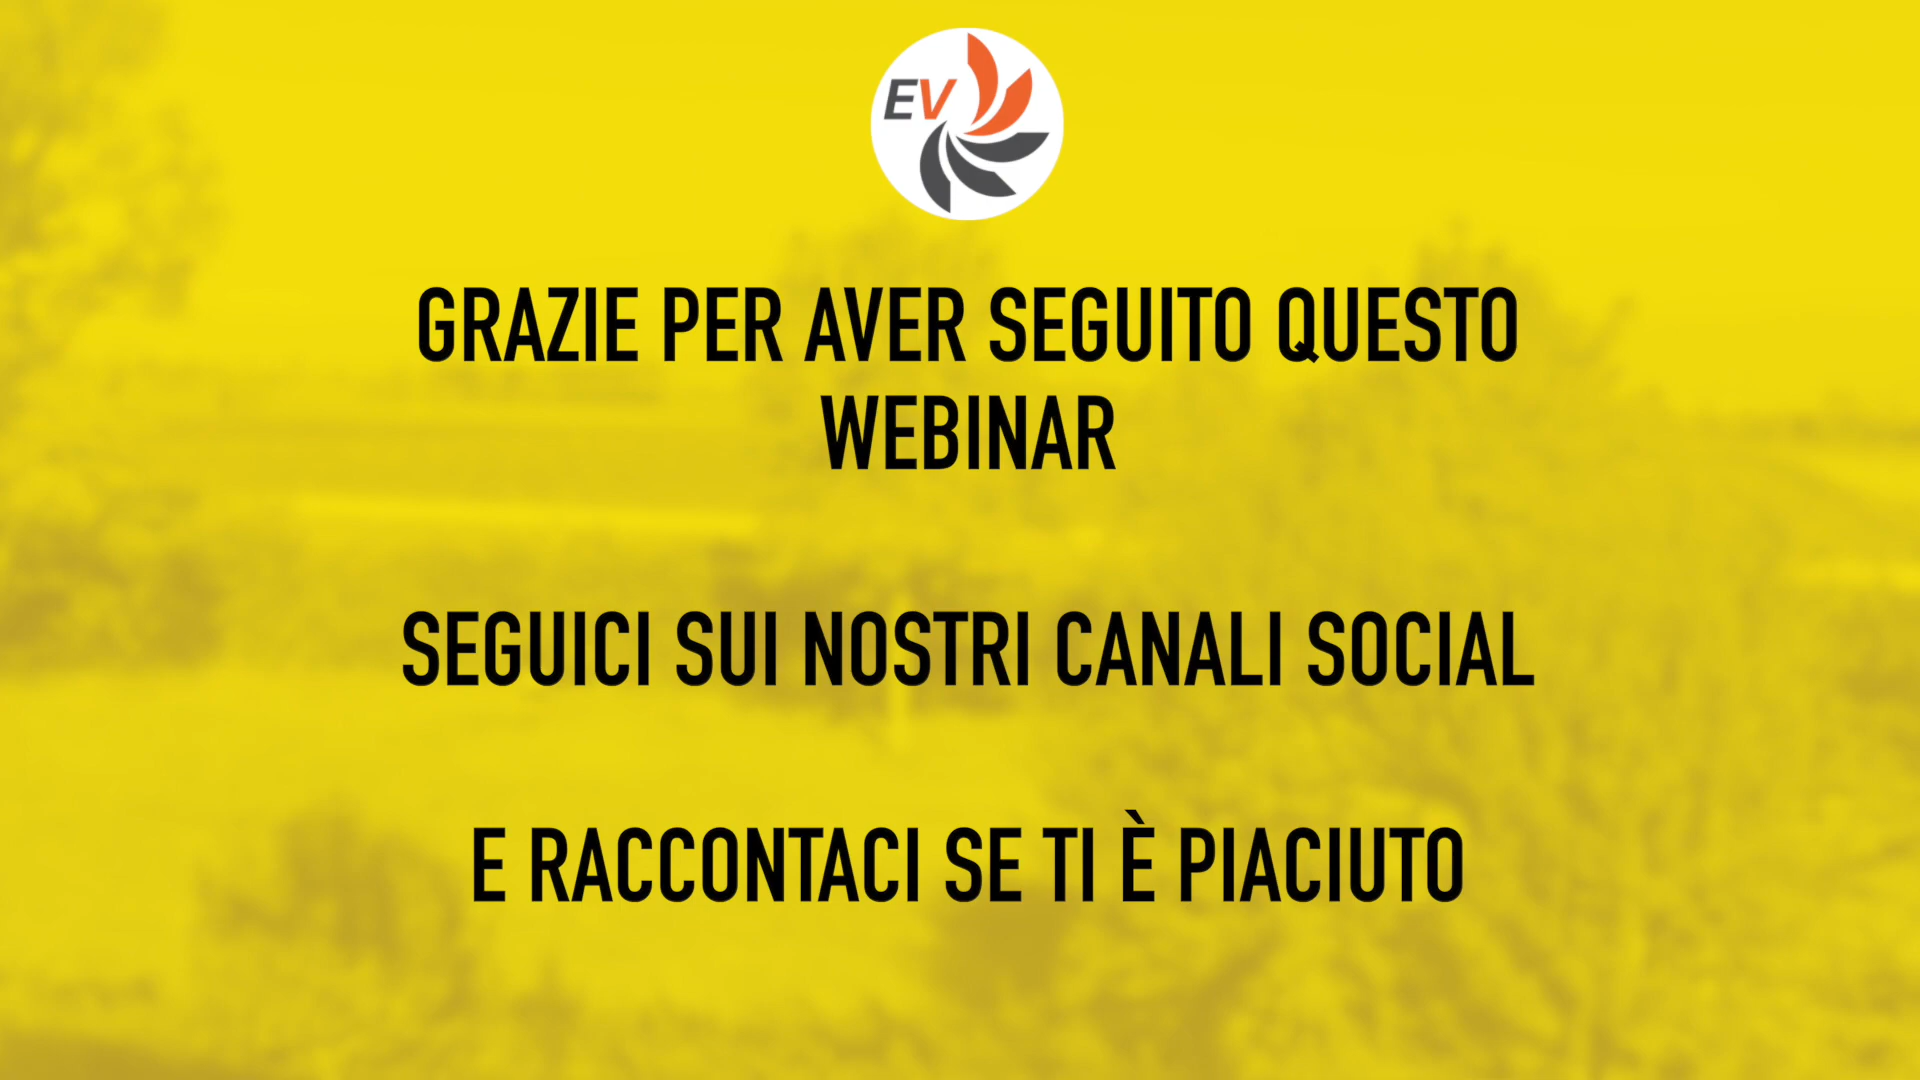 EV
GRAZIE PER AVER SEGUITO QUESTO
WEBINAR
SEGUICI SUI NOSTRI CANALI SOCIAL
E RACCONTACI SE TI È PIACIUTO